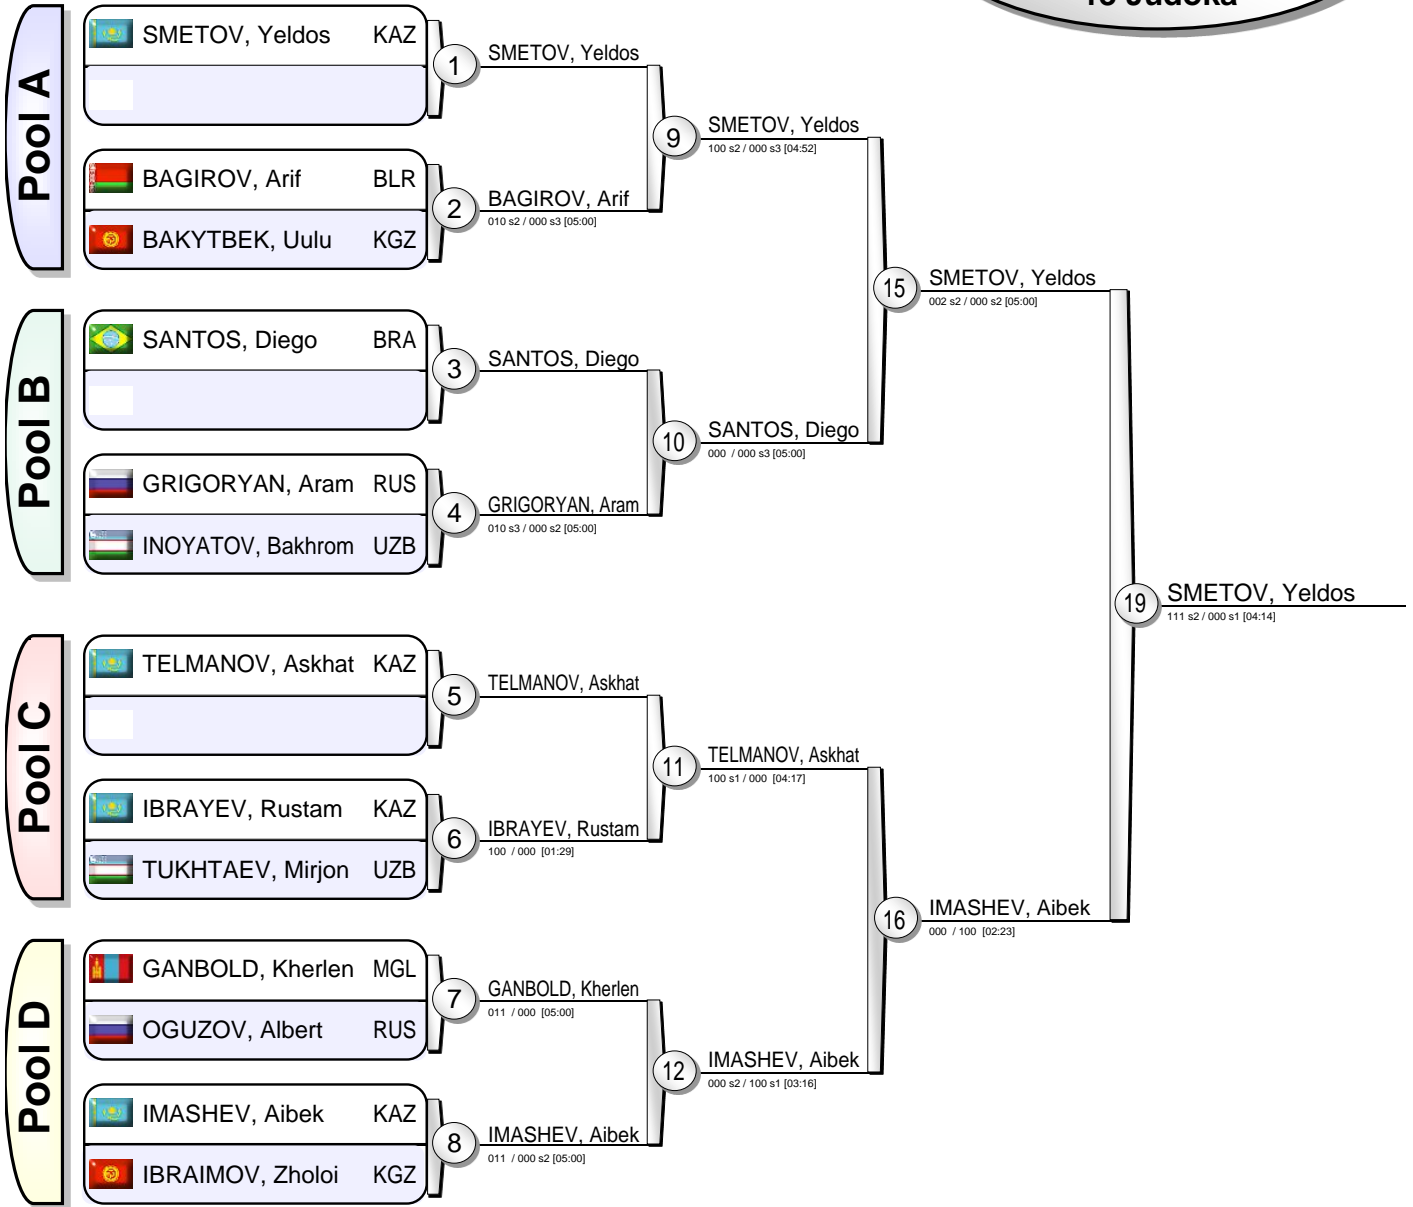 Pool A
SMETOV, Yeldos KAZ
BAGIROV, Arif BLR
BAKYTBEK, Uulu KGZ
Pool B
SANTOS, Diego BRA
GRIGORYAN, Aram RUS
INOYATOV, Bakhrom UZB
Pool C
TELMANOV, Askhat KAZ
IBRAYEV, Rustam KAZ
TUKHTAEV, Mirjon UZB
Pool D
GANBOLD, Kherlen MGL
OGUZOV, Albert RUS
IMASHEV, Aibek KAZ
IBRAIMOV, Zholoi KGZ
1
SMETOV, Yeldos
2
BAGIROV, Arif
010 s2 / 000 s3 [05:00]
3
SANTOS, Diego
4
GRIGORYAN, Aram
010 s3 / 000 s2 [05:00]
5
TELMANOV, Askhat
6
IBRAYEV, Rustam
100 / 000 [01:29]
7
GANBOLD, Kherlen
011 / 000 [05:00]
8
IMASHEV, Aibek
011 / 000 s2 [05:00]
9
SMETOV, Yeldos
100 s2 / 000 s3 [04:52]
10
SANTOS, Diego
000 / 000 s3 [05:00]
11
TELMANOV, Askhat
100 s1 / 000 [04:17]
12
IMASHEV, Aibek
000 s2 / 100 s1 [03:16]
15
SMETOV, Yeldos
002 s2 / 000 s2 [05:00]
16
IMASHEV, Aibek
000 / 100 [02:23]
19
SMETOV, Yeldos
111 s2 / 000 s1 [04:14]